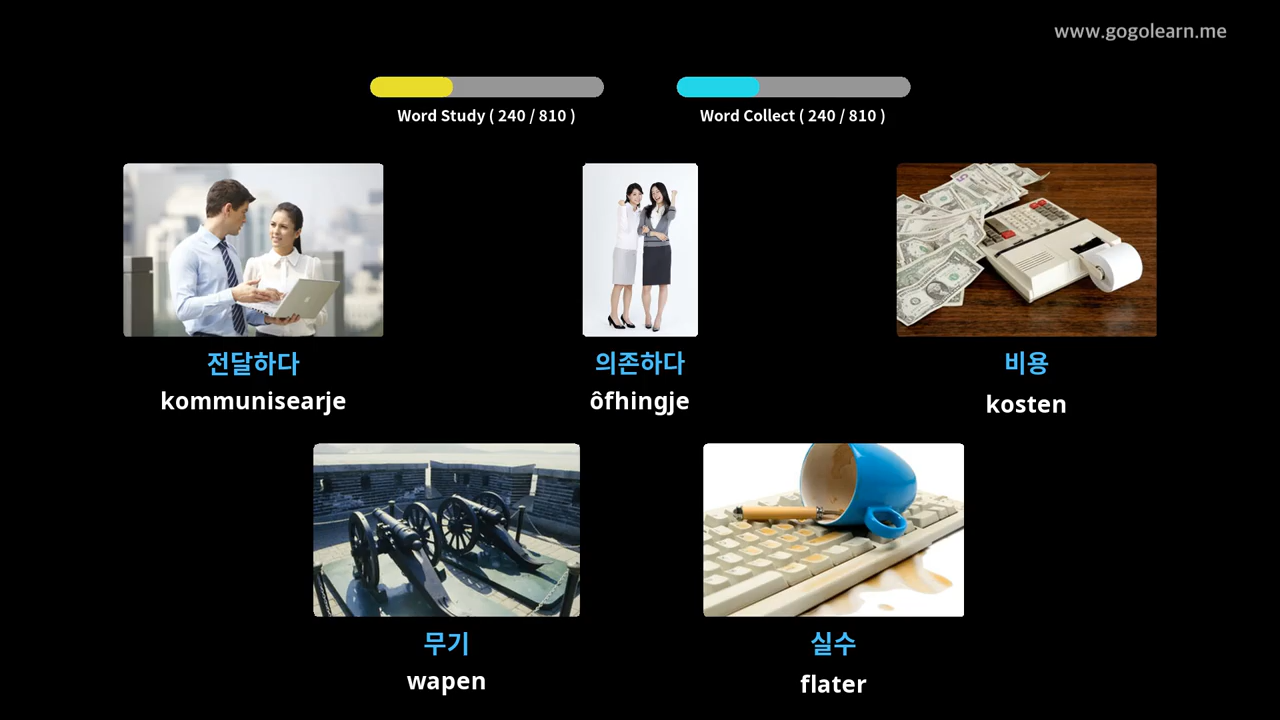 www.gogolearn.me
Word Study ( 240 / 810 )
Word Collect ( 240 / 810 )
전달하다
kommunisearje
의존하다
ôfhingje
비용
kosten
무기
wapen
실수
flater